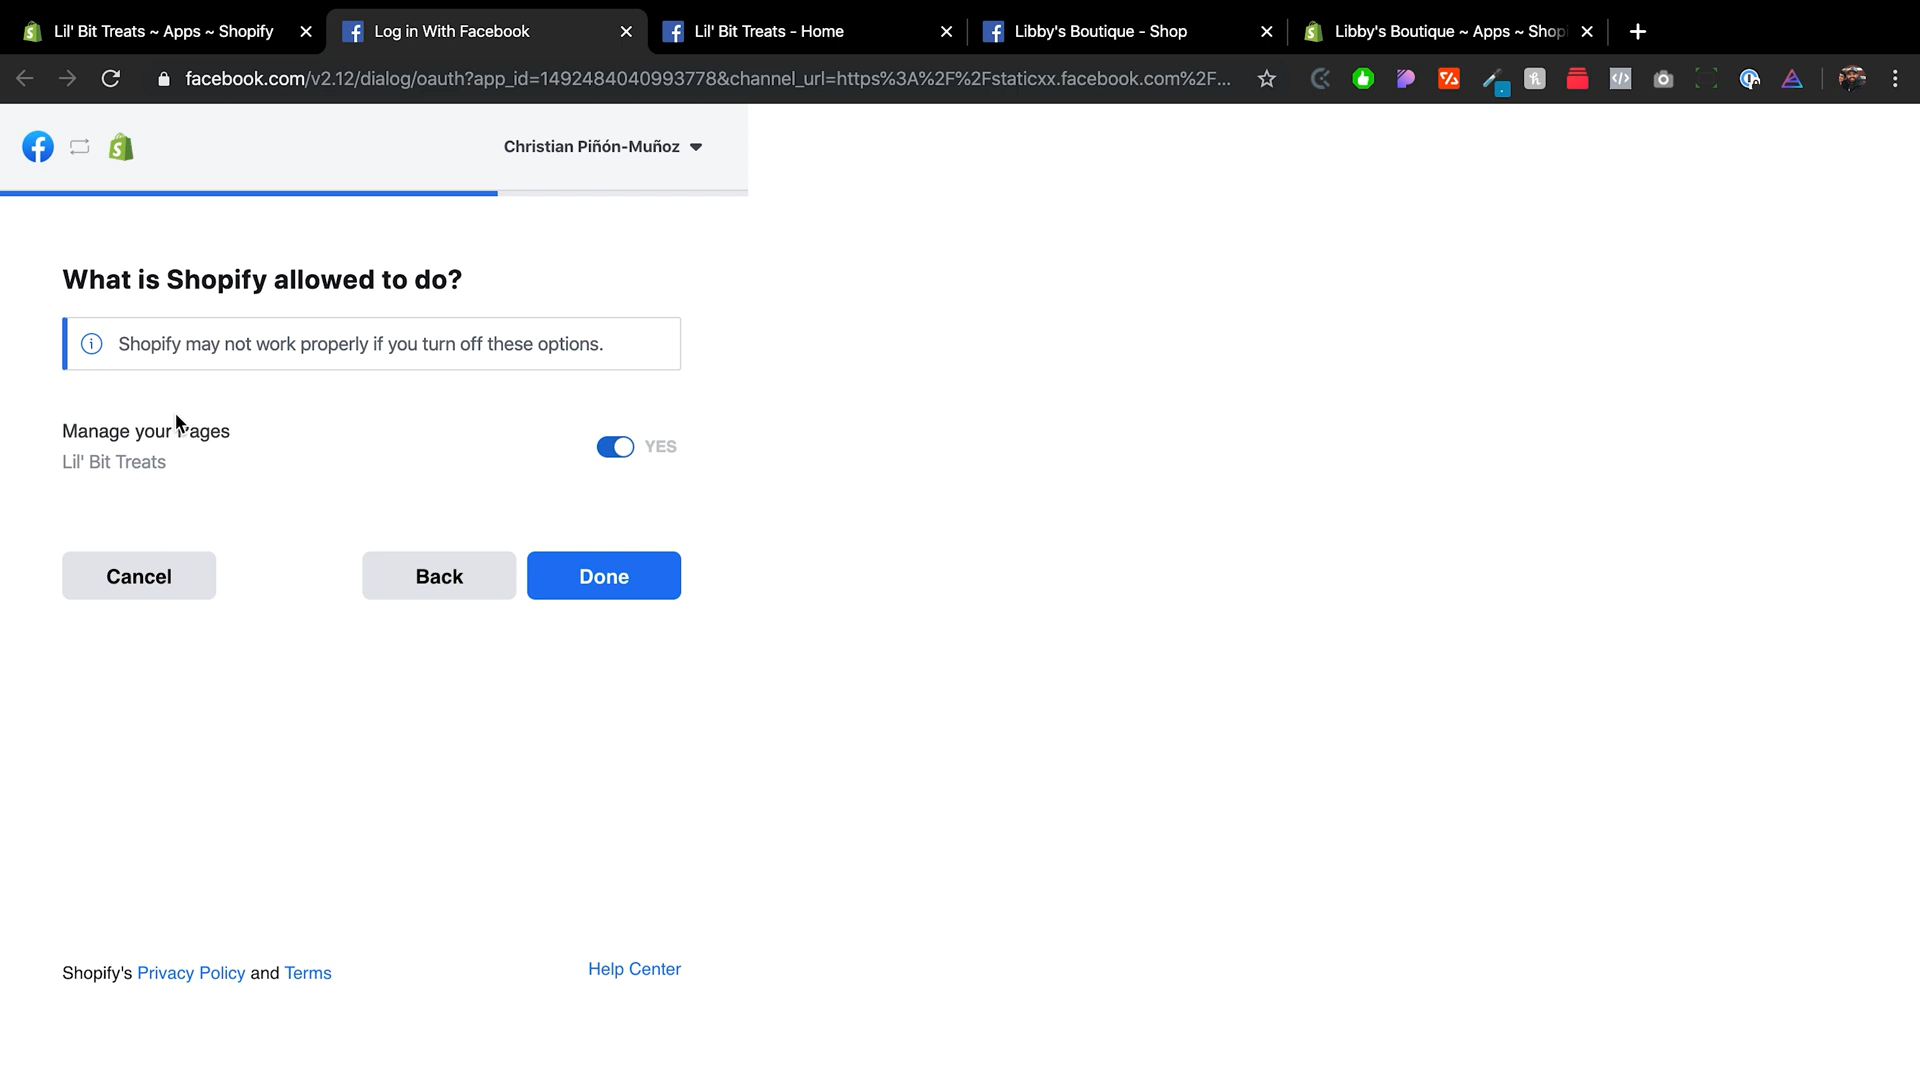 Lil' Bit Treats ~ Apps ~ Shopify
Log in With Facebook
Lil' Bit Treats - Home
Libby's Boutique - Shop
Libby's Boutique ~ Apps ~ Shopi
facebook.com/v2.12/dialog/oauth?app_id=1492484040993778&channel_url=https%3A%2F%2Fstaticxx.facebook.com%2F...
Christian Piñón-Muñoz
What is Shopify allowed to do?
Shopify may not work properly if you turn off these options.
Manage your Pages
YES
Lil' Bit Treats
Cancel
Back
Done
Shopify's Privacy Policy and Terms
Help Center